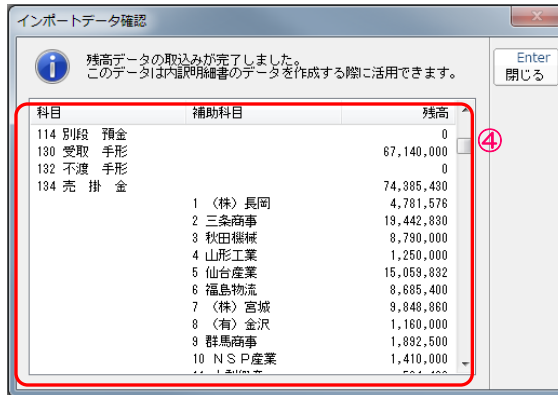 インポートデータ確認
残高データの取込みが完了しました。
このデータは内訳明細書のデータを作成する際に活用できます。
Enter
閉じる
科目 補助科目 残高
114 別段 預金 0
130 受取 手形 67,140,000
132 不渡 手形 0
134 売 掛 金 74,385,430
1 (株) 長岡 4,781,576
2 三条商事 19,442,830
3 秋田機械 8,790,000
4 山形工業 1,250,000
5 仙台産業 15,059,832
6 福島物流 8,685,400
7 (株) 宮城 9,848,860
8 (有) 金沢 1,160,000
9 群馬商事 1,892,500
10 NSP産業 1,410,000
④